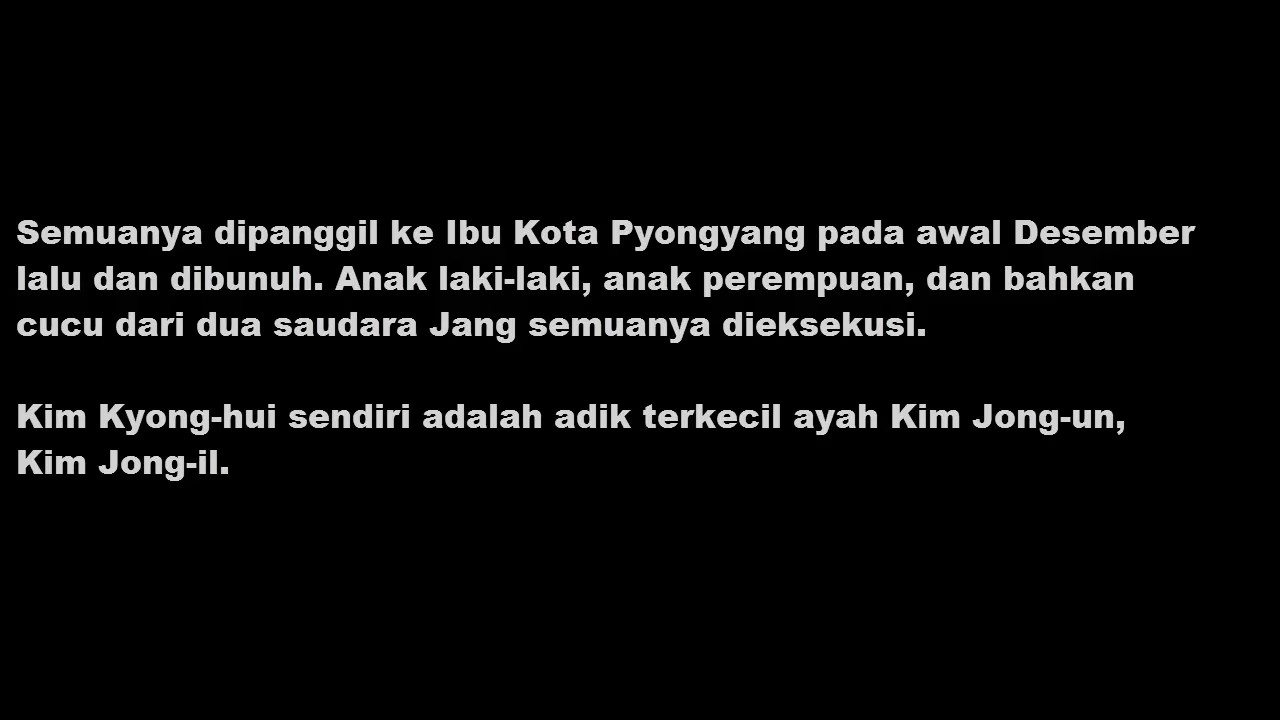 Semuanya dipanggil ke Ibu Kota Pyongyang pada awal Desember
lalu dan dibunuh. Anak laki-laki, anak perempuan, dan bahkan
cucu dari dua saudara Jang semuanya dieksekusi.
Kim Kyong-hui sendiri adalah adik terkecil ayah Kim Jong-un,
Kim Jong-il.